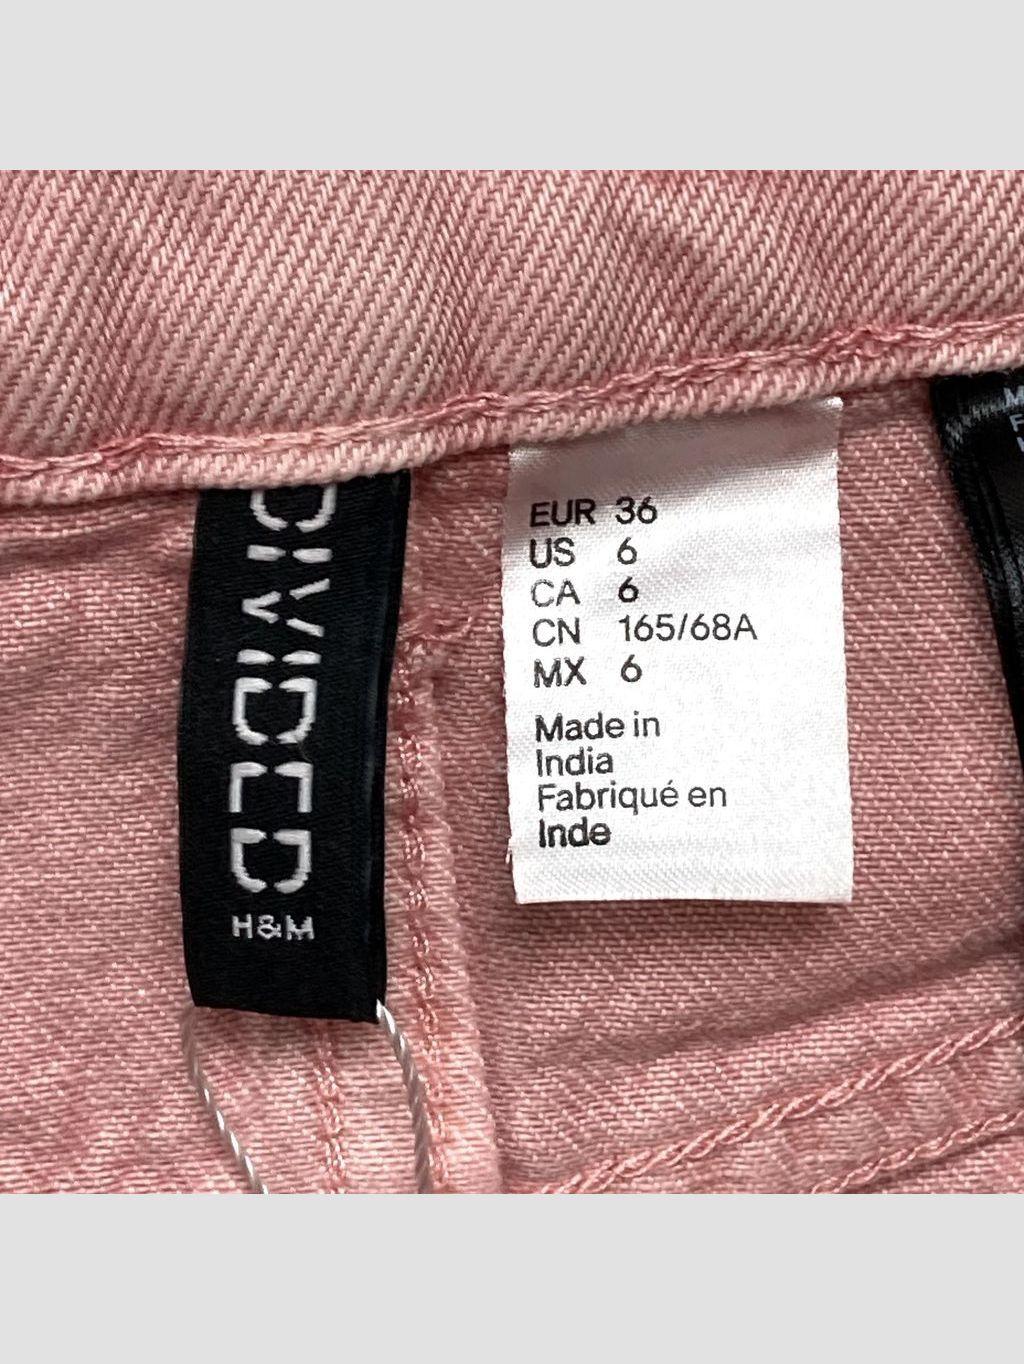 DIVIDED
H&M
EUR 36
US 6
CA 6
CN 165/68A
MX 6
Made in
India
Fabriqué en
Inde